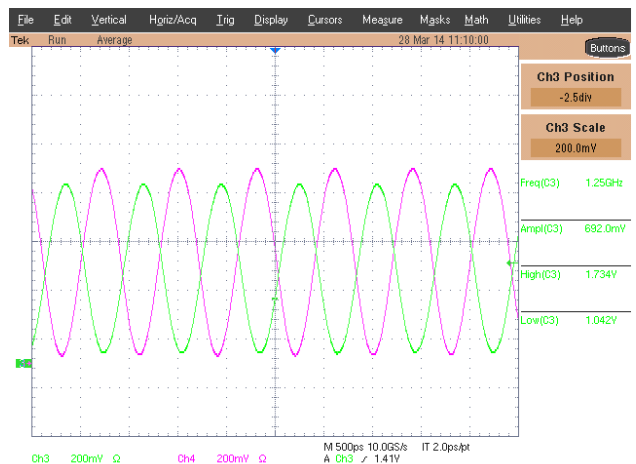 File Edit Vertical Horiz/Acq Trig Display Cursors Measure Masks Math Utilities Help
Tek Run Average 28 Mar 14 11:10:00 Buttons
Ch3 Position
-2.5div
Ch3 Scale
200.0mV
Freq(C3) 1.25GHz
Ampl(C3) 692.0mV
High(C3) 1.734V
Low(C3) 1.042V
M 500ps 10.0GS/s IT 2.0ps/pt
Ch3 200mV Ω Ch4 200mV Ω A Ch3 ∕ 1.41V